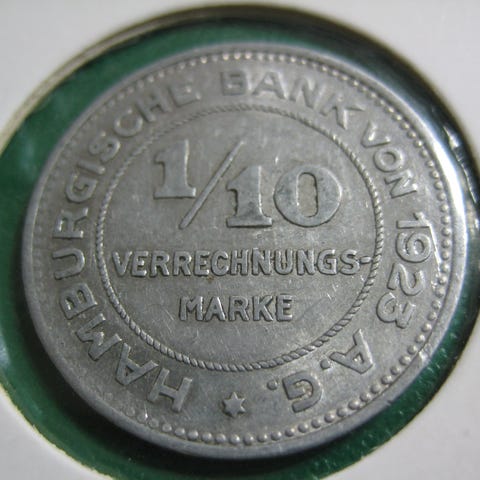 HAMBURGISCHE BANK VON 1923 A.G.
1/10
VERRECHNUNGS-
MARKE